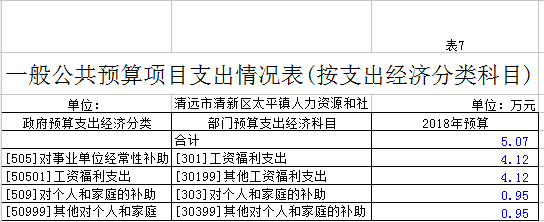 表7
一般公共预算项目支出情况表(按支出经济分类科目)
单位: 清远市清新区太平镇人力资源和社 单位:万元
政府预算支出经济分类 部门预算支出经济科目 2018年预算
合计 5.07
[505]对事业单位经常性补助 [301]工资福利支出 4.12
[50501]工资福利支出 [30199]其他工资福利支出 4.12
[509]对个人和家庭的补助 [303]对个人和家庭的补助 0.95
[50999]其他对个人和家庭 [30399]其他对个人和家庭的补助 0.95